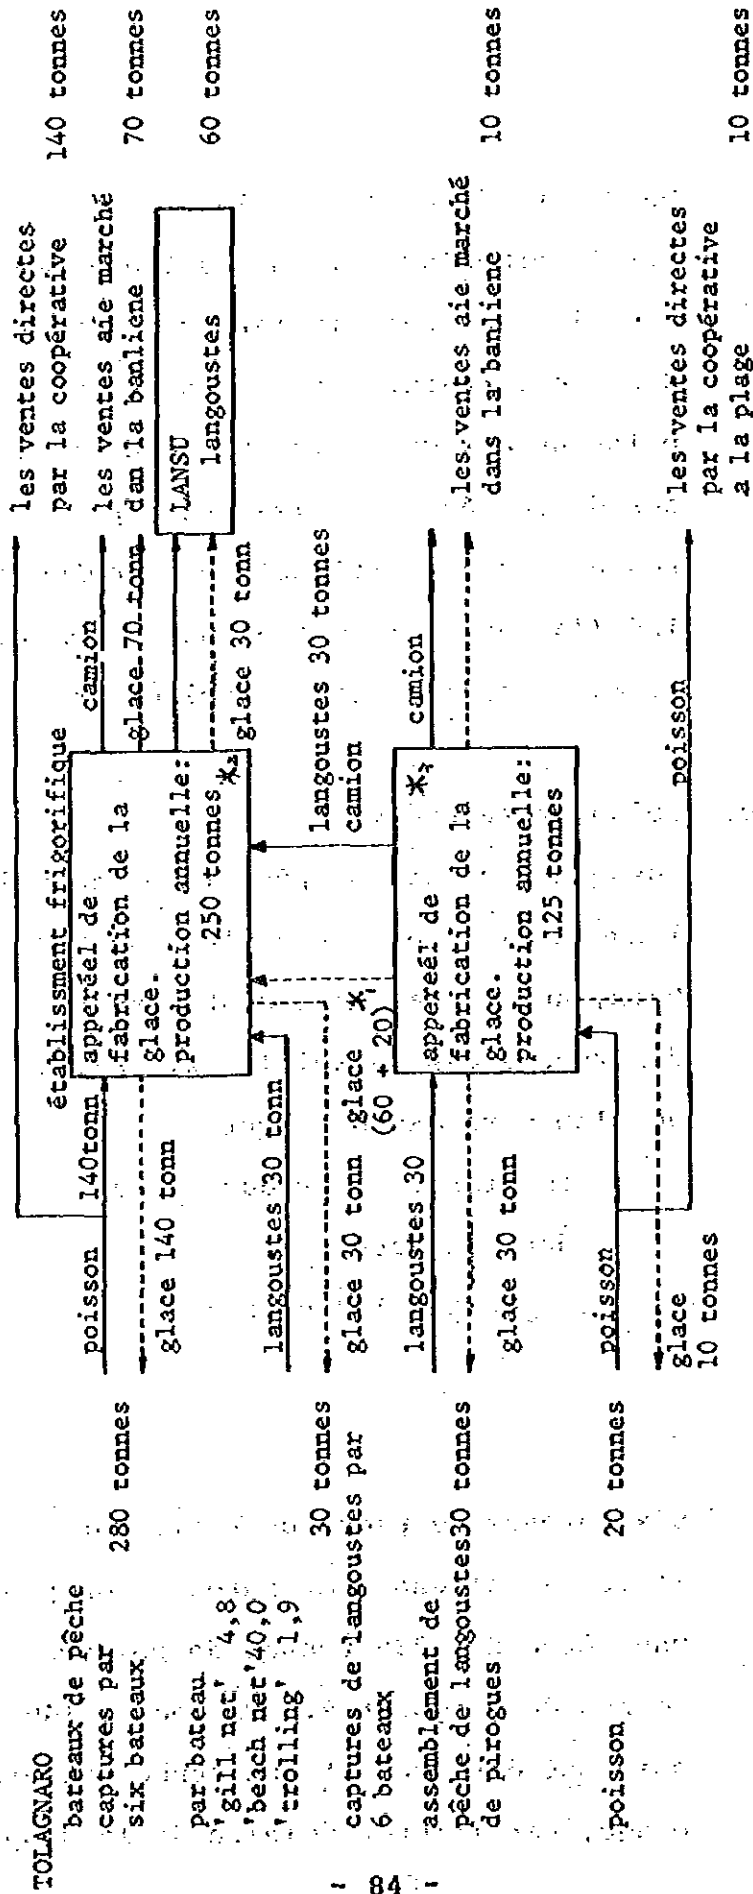 TOLAGNARO
bateaux de pêche
captures par
six bateaux
280 tonnes
par bateau
'gill net' 4,8
'beach net' 40,0
'trolling' 1,9
30 tonnes
captures de langoustes par
6 bateaux
assemblement de
pêche de langoustes 30 tonnes
de pirogues
poisson
20 tonnes
poisson
140tonn
glace 140 tonn
langoustes 30 tonn
glace 30 tonn
glace *1
(60 + 20)
langoustes 30
glace 30 tonn
poisson
glace
10 tonnes
établissment frigorifique
apperéel de
fabrication de la
glace.
production annuelle:
250 tonnes *2
langoustes 30 tonnes
camion
apperéel de *3
fabrication de la
glace.
production annuelle:
125 tonnes
camion
glace 70 tonn
glace 30 tonn
camion
poisson
les ventes directes
par la coopérative
140 tonnes
les ventes aie marché
dan la banliene
70 tonnes
LANSU
langoustes
60 tonnes
les ventes aie marché
dans la banliene
10 tonnes
les ventes directes
par la coopérative
a la plage
10 tonnes
- 84 -